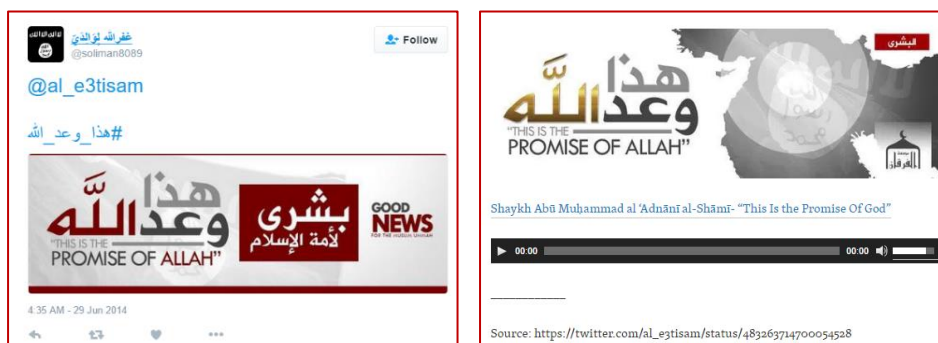 غفرالله لوالدي
@soliman8089
Follow
@al_e3tisam
#هذا_وعد_الله
هذا
وعد الله
"THIS IS THE
PROMISE OF ALLAH"
بشرى
لأمة الإسلام
GOOD
NEWS
FOR THE MUSLIM UMMAH
4:35 AM - 29 Jun 2014
البشرى
هذا
وعد الله
"THIS IS THE
PROMISE OF ALLAH"
الفرقان
Shaykh Abū Muḥammad al 'Adnānī al-Shāmī- "This Is the Promise Of God"
00:00 00:00
Source: https://twitter.com/al_e3tisam/status/483263714700054528